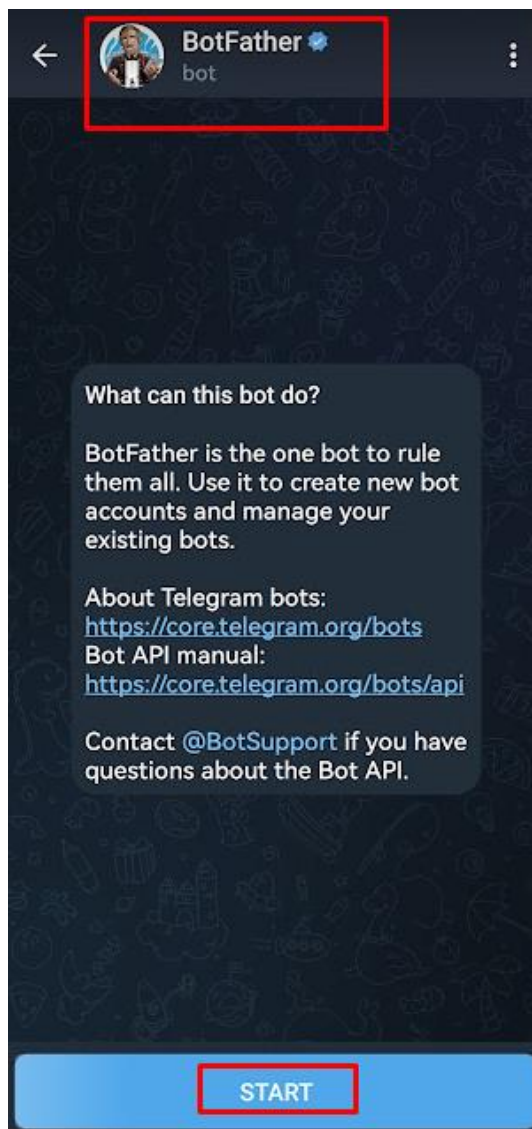 BotFather
bot
What can this bot do?
BotFather is the one bot to rule
them all. Use it to create new bot
accounts and manage your
existing bots.
About Telegram bots:
https://core.telegram.org/bots
Bot API manual:
https://core.telegram.org/bots/api
Contact @BotSupport if you have
questions about the Bot API.
START